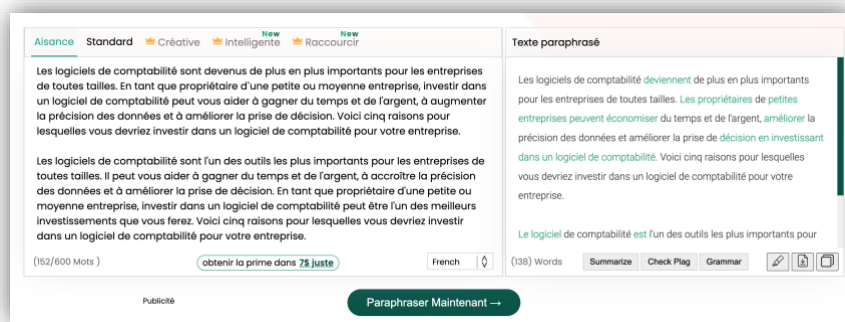 New New
Aisance Standard Créative Intelligente Raccourcir
Les logiciels de comptabilité sont devenus de plus en plus importants pour les entreprises
de toutes tailles. En tant que propriétaire d'une petite ou moyenne entreprise, investir dans
un logiciel de comptabilité peut vous aider à gagner du temps et de l'argent, à augmenter
la précision des données et à améliorer la prise de décision. Voici cinq raisons pour
lesquelles vous devriez investir dans un logiciel de comptabilité pour votre entreprise.
Les logiciels de comptabilité sont l'un des outils les plus importants pour les entreprises de
toutes tailles. Il peut vous aider à gagner du temps et de l'argent, à accroître la précision
des données et à améliorer la prise de décision. En tant que propriétaire d'une petite ou
moyenne entreprise, investir dans un logiciel de comptabilité peut être l'un des meilleurs
investissements que vous ferez. Voici cinq raisons pour lesquelles vous devriez investir
dans un logiciel de comptabilité pour votre entreprise.
(152/600 Mots ) obtenir la prime dans 7$ juste French
Texte paraphrasé
Les logiciels de comptabilité deviennent de plus en plus importants
pour les entreprises de toutes tailles. Les propriétaires de petites
entreprises peuvent économiser du temps et de l'argent, améliorer la
précision des données et améliorer la prise de décision en investissant
dans un logiciel de comptabilité. Voici cinq raisons pour lesquelles
vous devriez investir dans un logiciel de comptabilité pour votre
entreprise.
Le logiciel de comptabilité est l'un des outils les plus importants pour
(138) Words Summarize Check Plag Grammar
Publicité
Paraphraser Maintenant →